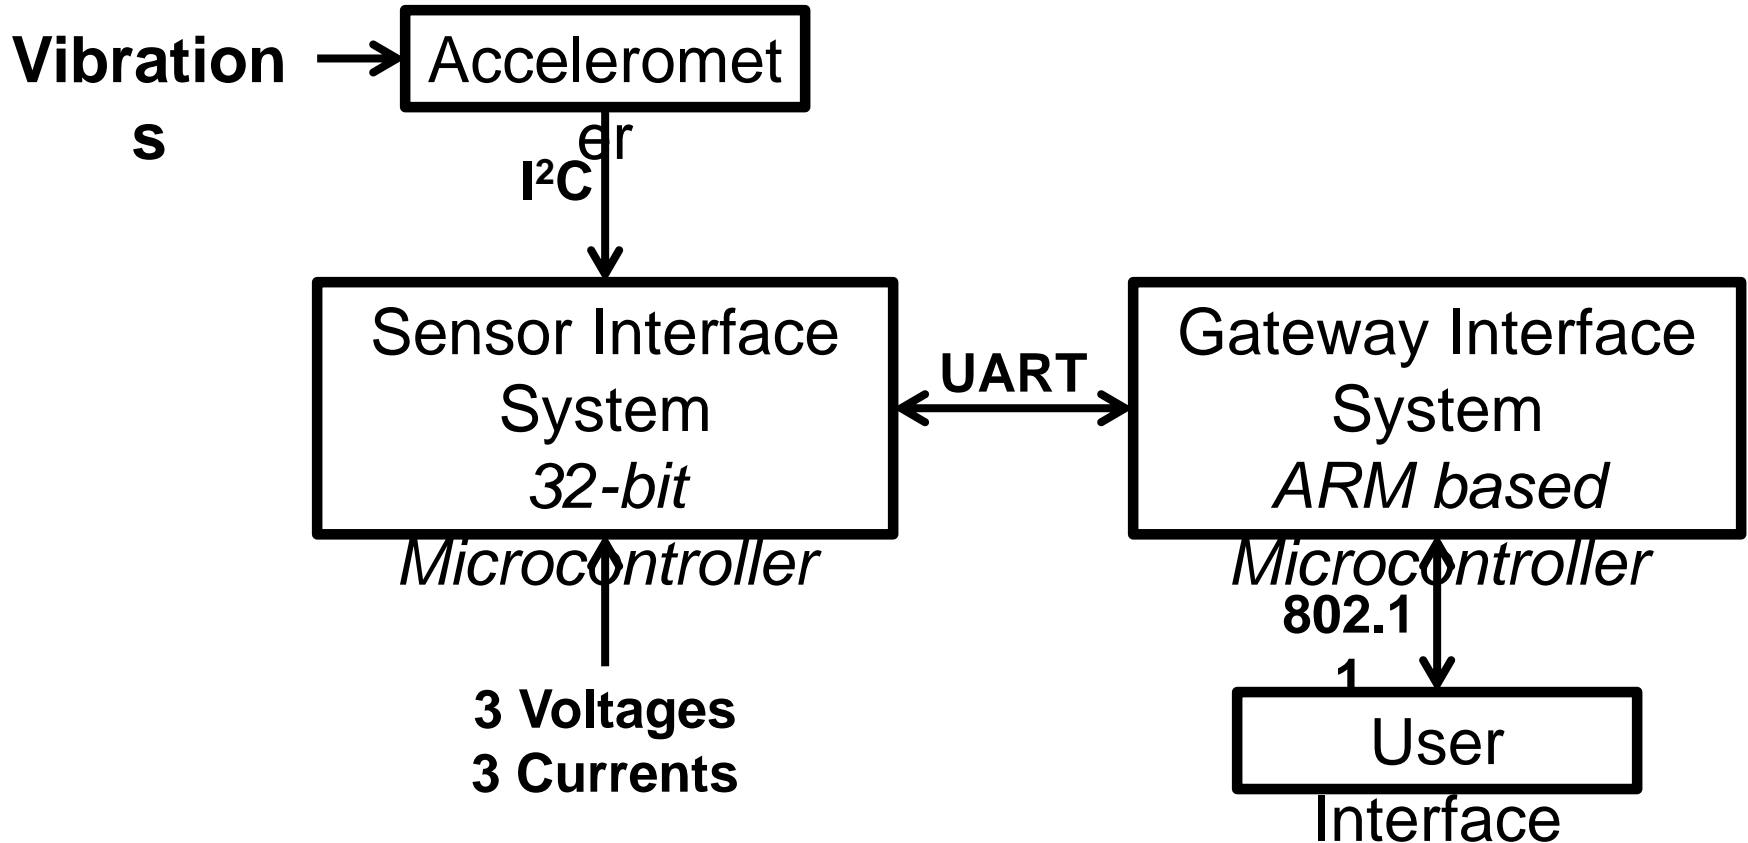 Vibration
s
Acceleromet
er
I²C
Sensor Interface
System
32-bit
Microcontroller
UART
Gateway Interface
System
ARM based
Microcontroller
3 Voltages
3 Currents
802.1
1
User
Interface